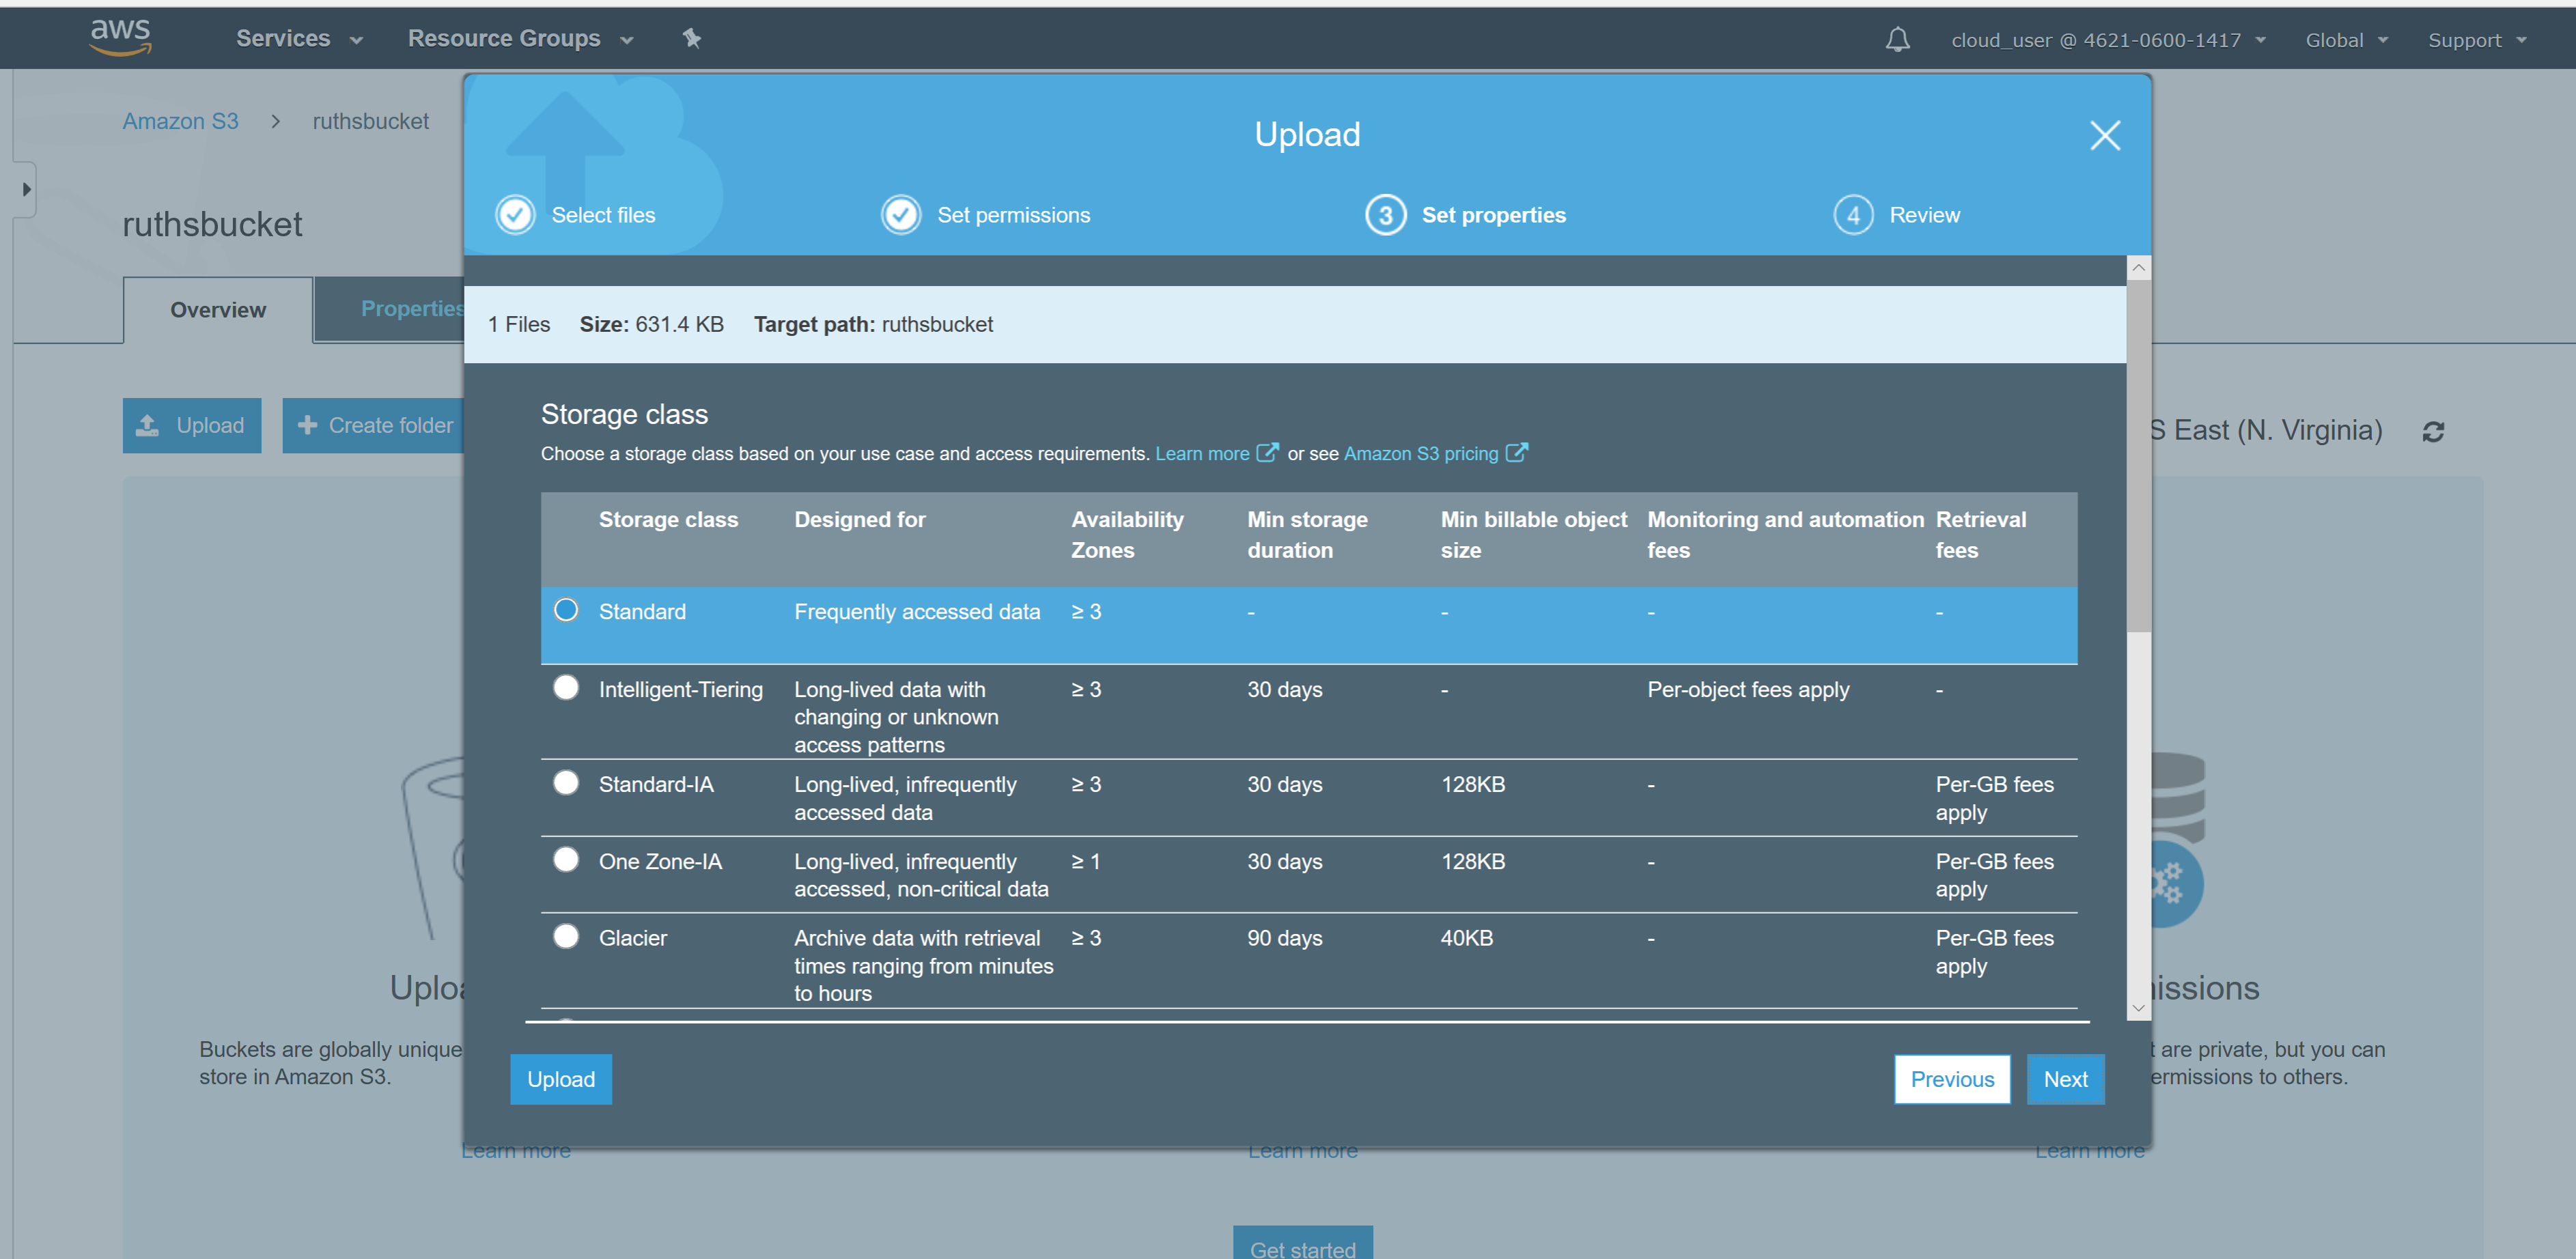 aws Services Resource Groups cloud_user @ 4621-0600-1417 Global Support
Amazon S3 > ruthsbucket
ruthsbucket
Overview Properties
Upload Create folder
S East (N. Virginia)
Uploa
Buckets are globally unique
store in Amazon S3.
Learn more
Learn more
issions
t are private, but you can
ermissions to others.
Learn more
Get started
Upload
Select files Set permissions 3 Set properties 4 Review
1 Files Size: 631.4 KB Target path: ruthsbucket
Storage class
Choose a storage class based on your use case and access requirements. Learn more or see Amazon S3 pricing
Storage class Designed for Availability Min storage Min billable object Monitoring and automation Retrieval
Zones duration size fees fees
Standard Frequently accessed data ≥ 3 - - - -
Intelligent-Tiering Long-lived data with ≥ 3 30 days - Per-object fees apply -
changing or unknown
access patterns
Standard-IA Long-lived, infrequently ≥ 3 30 days 128KB - Per-GB fees
accessed data apply
One Zone-IA Long-lived, infrequently ≥ 1 30 days 128KB - Per-GB fees
accessed, non-critical data apply
Glacier Archive data with retrieval ≥ 3 90 days 40KB - Per-GB fees
times ranging from minutes apply
to hours
Upload Previous Next